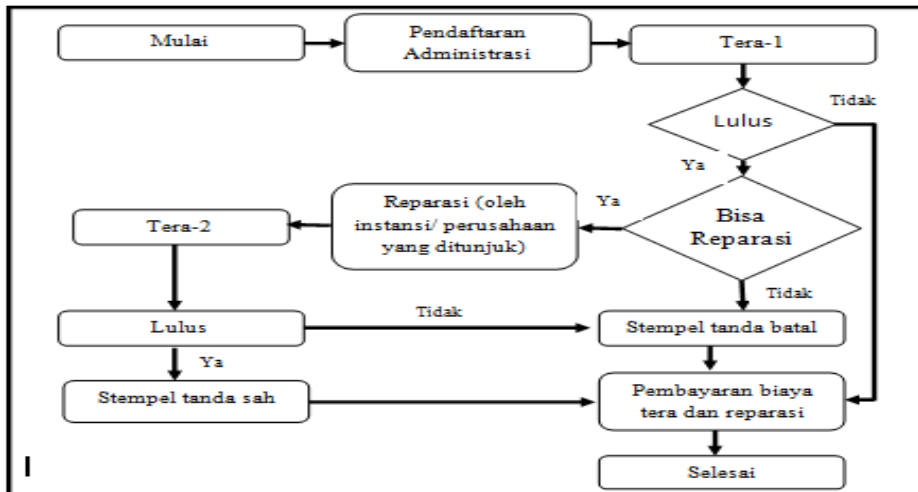 Mulai
Pendaftaran
Administrasi
Tera-1
Lulus
Tidak
Ya
Bisa
Reparasi
Ya
Reparasi (oleh
instansi/ perusahaan
yang ditunjuk)
Tera-2
Tidak
Lulus
Tidak
Stempel tanda batal
Ya
Stempel tanda sah
Pembayaran biaya
tera dan reparasi
Selesai
I